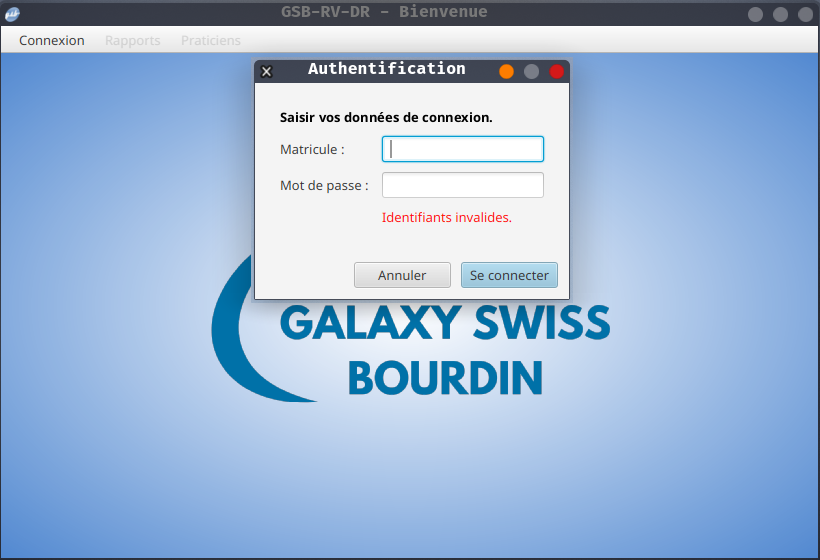 GSB-RV-DR - Bienvenue
Connexion Rapports Praticiens
Authentification
Saisir vos données de connexion.
Matricule :
Mot de passe :
Identifiants invalides.
Annuler Se connecter
GALAXY SWISS
BOURDIN